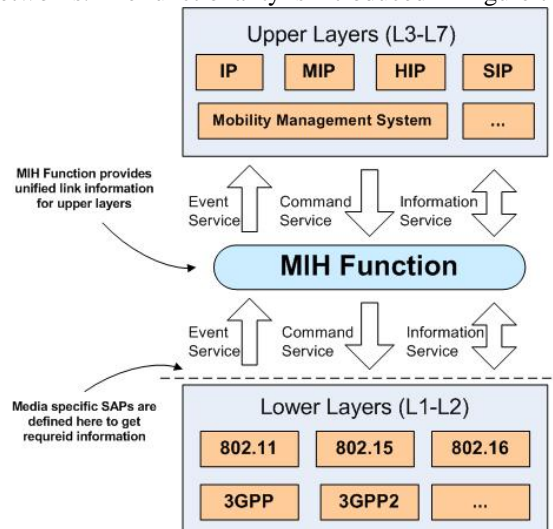 Upper Layers (L3-L7)
IP MIP HIP SIP
Mobility Management System ...
MIH Function provides
unified link information
for upper layers
Event
Service
Command
Service
Information
Service
MIH Function
Event
Service
Command
Service
Information
Service
Media specific SAPs are
defined here to get
requreid information
Lower Layers (L1-L2)
802.11 802.15 802.16
3GPP 3GPP2 ...